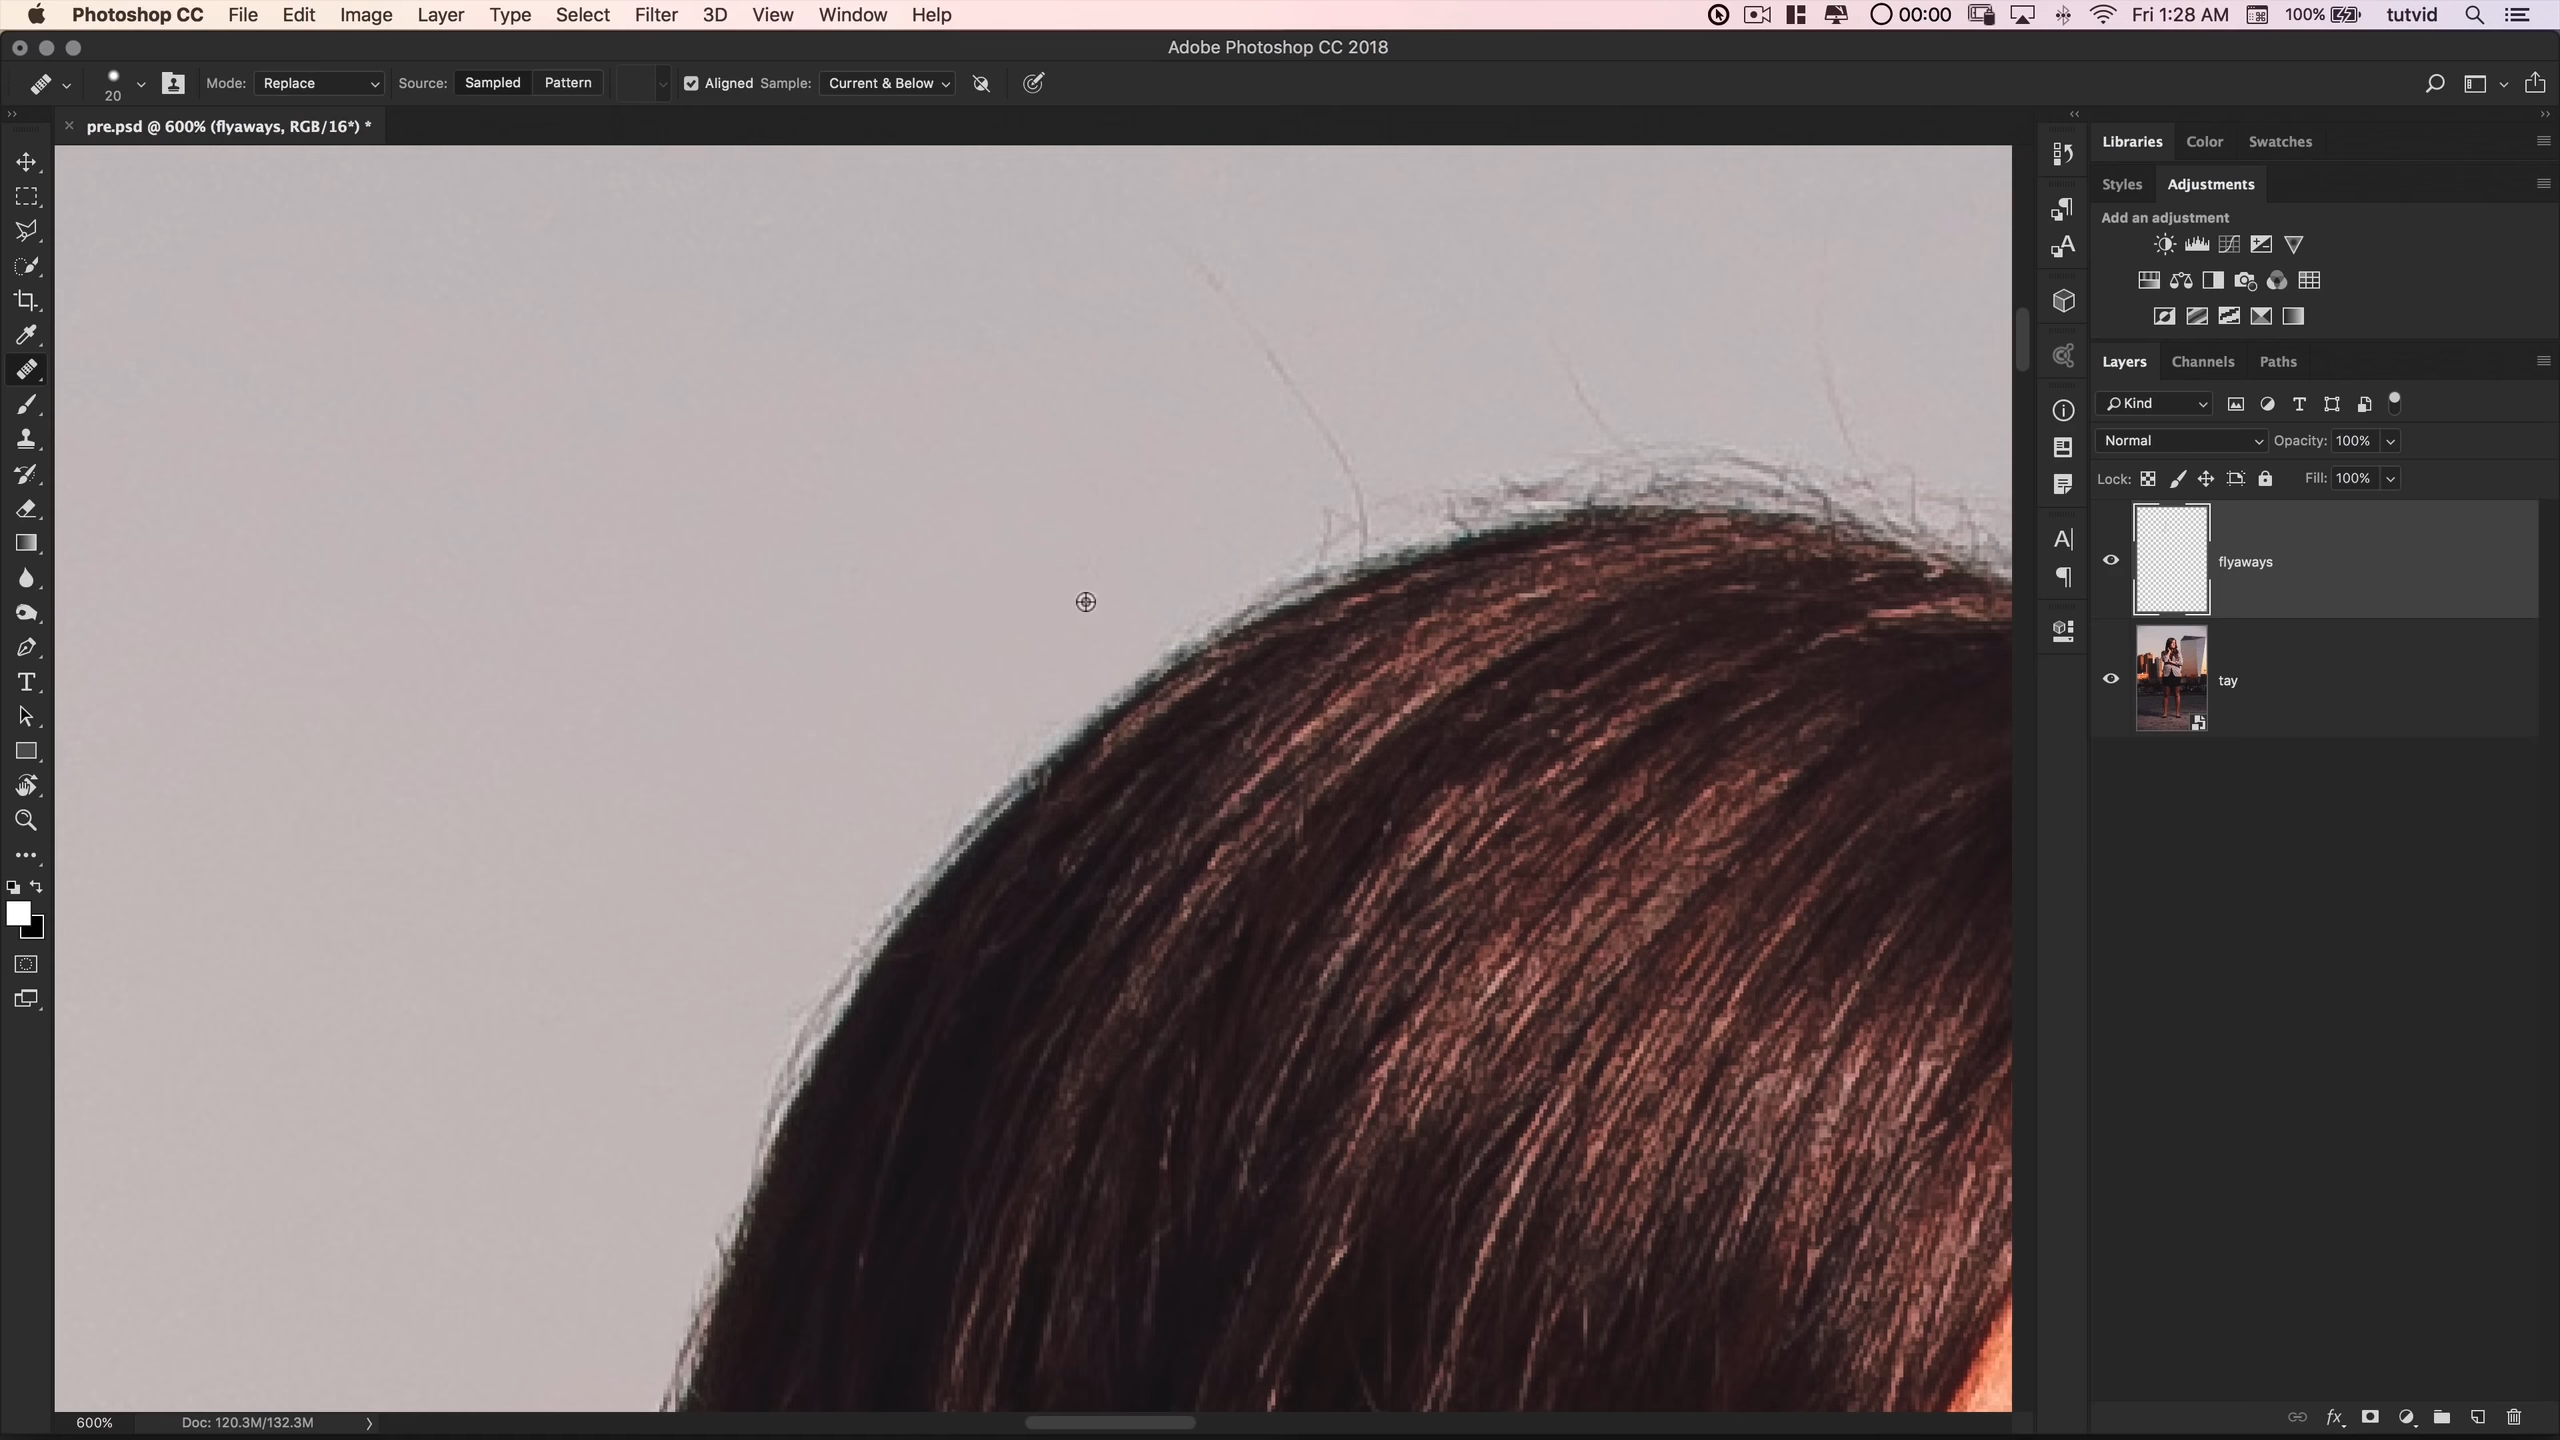 Photoshop CC File Edit Image Layer Type Select Filter 3D View Window Help 00:00 Fri 1:28 AM 100% tutvid
Adobe Photoshop CC 2018
20 Mode: Replace Source: Sampled Pattern Aligned Sample: Current & Below
pre.psd @ 600% (flyaways, RGB/16*) *
Libraries Color Swatches
Styles Adjustments
Add an adjustment
Layers Channels Paths
Kind
Normal Opacity: 100%
Lock: Fill: 100%
flyaways
tay
600% Doc: 120.3M/132.3M